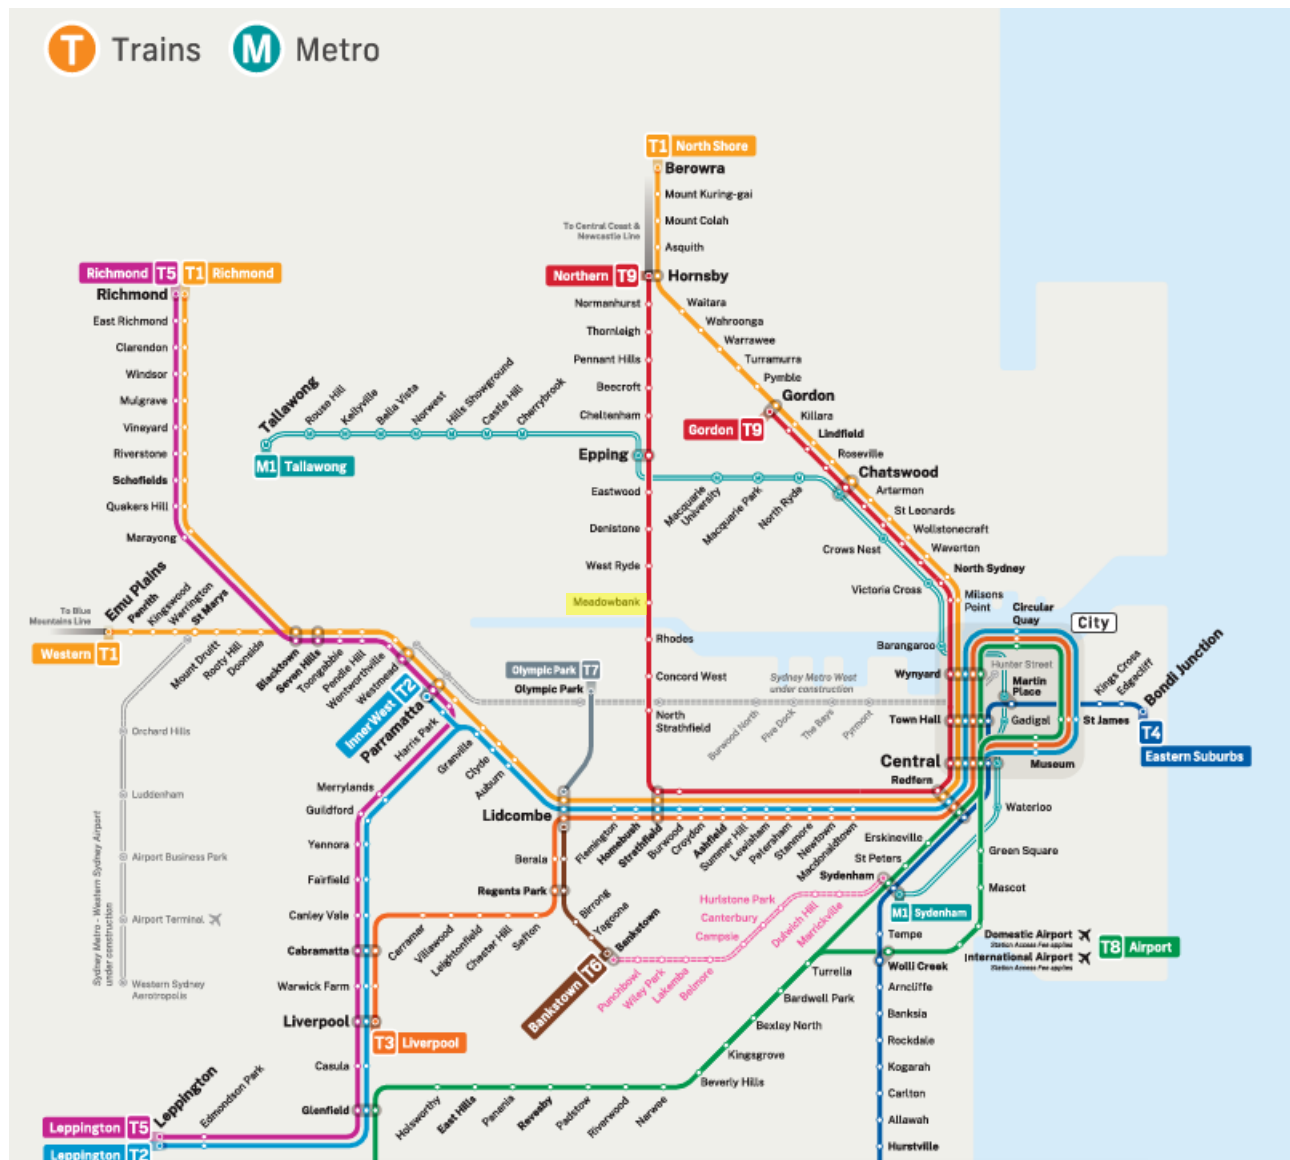 T Trains M Metro
T1 North Shore
Berowra
Mount Kuring-gai
Mount Colah
To Central Coast &
Newcastle Line
Asquith
Northern T9
Hornsby
Richmond T5 T1 Richmond
Richmond
East Richmond
Clarendon
Windsor
Mulgrave
Vineyard
Riverstone
Schofields
Quakers Hill
Marayong
Normanhurst
Thornleigh
Pennant Hills
Beecroft
Cheltenham
Epping
Eastwood
Denistone
West Ryde
Meadowbank
Rhodes
Concord West
North
Strathfield
Waitara
Wahroonga
Warrawee
Turramurra
Pymble
Gordon
Gordon T9
Killara
Lindfield
Roseville
Chatswood
Artarmon
St Leonards
Wollstonecraft
Waverton
North Sydney
Milsons
Point
Tallawong
Rouse Hill
Kellyville
Bella Vista
Norwest
Hills Showground
Castle Hill
Cherrybrook
M1 Tallawong
Macquarie
University
Macquarie Park
North Ryde
Crows Nest
Victoria Cross
Barangaroo
Circular
Quay
City
Wynyard
Hunter Street
Martin
Place
Town Hall
Gadigal
St James
Central
Museum
Redfern
Kings Cross
Edgecliff
Bondi Junction
T4
Eastern Suburbs
To Blue
Mountains Line
Emu Plains
Penrith
Kingswood
Werrington
St Marys
Western T1
Mount Druitt
Rooty Hill
Doonside
Blacktown
Seven Hills
Toongabbie
Pendle Hill
Wentworthville
Westmead
Inner West T2
Parramatta
Harris Park
Granville
Clyde
Auburn
Olympic Park T7
Olympic Park
Sydney Metro West
under construction
Burwood North
Five Dock
The Bays
Pyrmont
Orchard Hills
Luddenham
Airport Business Park
Airport Terminal
Western Sydney
Aerotropolis
Sydney Metro - Western Sydney Airport
under construction
Merrylands
Guildford
Yennora
Fairfield
Canley Vale
Cabramatta
Warwick Farm
Liverpool
T3 Liverpool
Casula
Glenfield
Leppington
Edmondson Park
Leppington T5
Leppington T2
Lidcombe
Flemington
Homebush
Strathfield
Burwood
Croydon
Ashfield
Summer Hill
Lewisham
Petersham
Stanmore
Newtown
Macdonaldtown
Berala
Regents Park
Carramar
Villawood
Leightonfield
Chester Hill
Sefton
Birrong
Yagoona
Bankstown
Bankstown T6
Punchbowl
Wiley Park
Lakemba
Belmore
Campsie
Canterbury
Hurlstone Park
Dulwich Hill
Marrickville
Erskineville
St Peters
Sydenham
M1 Sydenham
Waterloo
Green Square
Mascot
Domestic Airport
Station Access Fee applies
International Airport
Station Access Fee applies
T8 Airport
Tempe
Wolli Creek
Arncliffe
Banksia
Rockdale
Kogarah
Carlton
Allawah
Hurstville
Turrella
Bardwell Park
Bexley North
Kingsgrove
Beverly Hills
Narwee
Riverwood
Padstow
Revesby
Panania
East Hills
Holsworthy